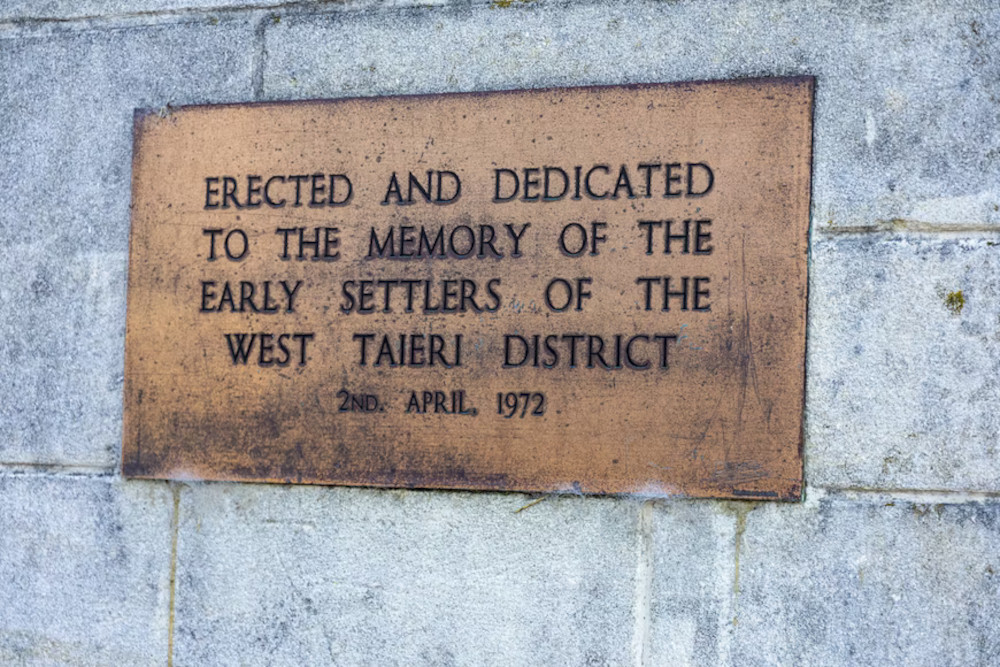 ERECTED AND DEDICATED
TO THE MEMORY OF THE
EARLY SETTLERS OF THE
WEST TAIERI DISTRICT
2ND. APRIL, 1972